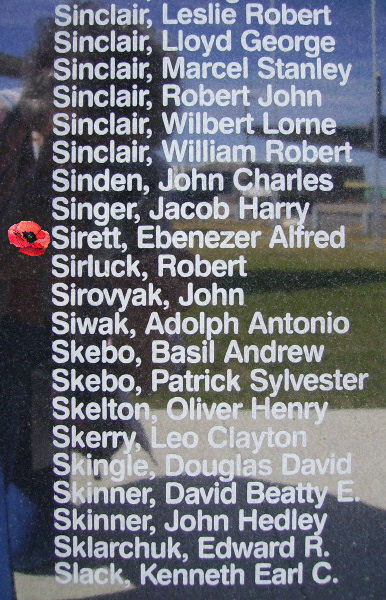 Sinclair, Leslie Robert
Sinclair, Lloyd George
Sinclair, Marcel Stanley
Sinclair, Robert John
Sinclair, Wilbert Lorne
Sinclair, William Robert
Sinden, John Charles
Singer, Jacob Harry
Sirett, Ebenezer Alfred
Sirluck, Robert
Sirovyak, John
Siwak, Adolph Antonio
Skebo, Basil Andrew
Skebo, Patrick Sylvester
Skelton, Oliver Henry
Skerry, Leo Clayton
Skingle, Douglas David
Skinner, David Beatty E.
Skinner, John Hedley
Sklarchuk, Edward R.
Slack, Kenneth Earl C.